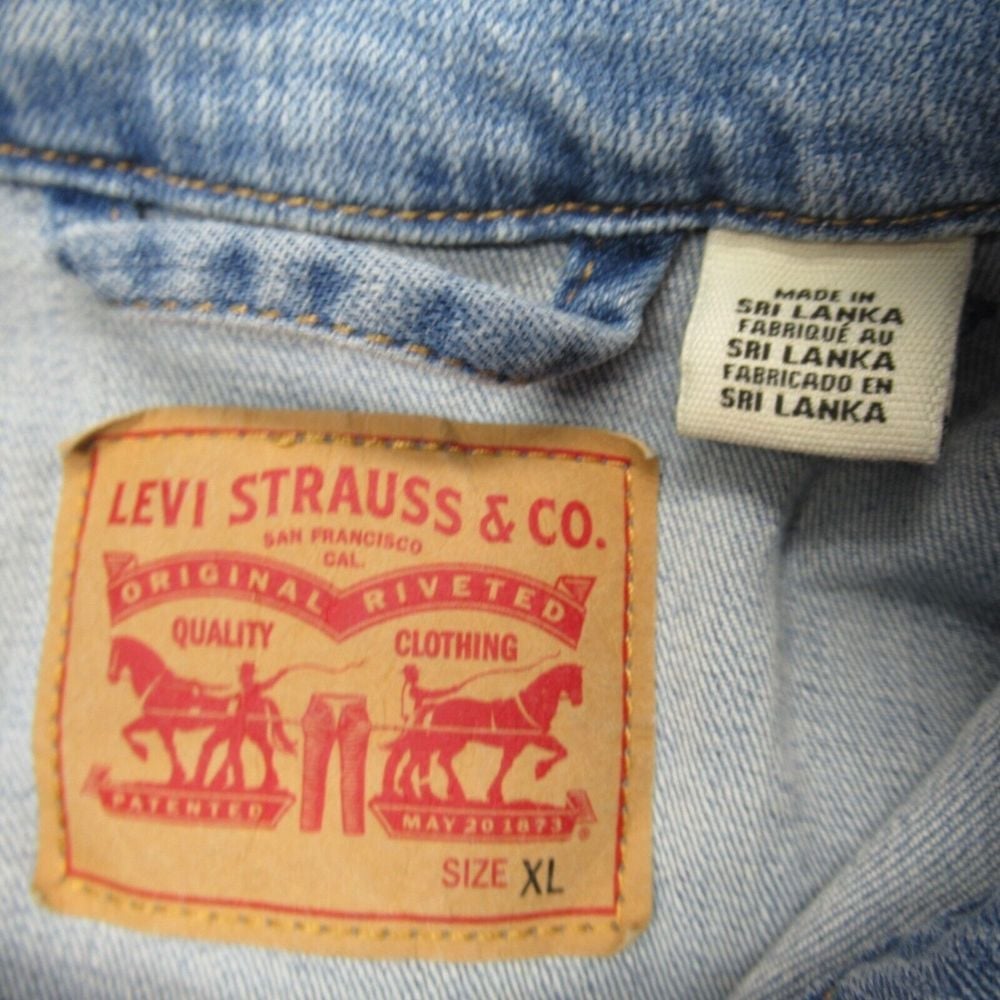 MADE IN
SRI LANKA
FABRIQUÉ AU
SRI LANKA
FABRICADO EN
SRI LANKA
LEVI STRAUSS & CO.
SAN FRANCISCO
CAL.
ORIGINAL RIVETED
QUALITY CLOTHING
PATENTED MAY 20 1873 ®
SIZE XL